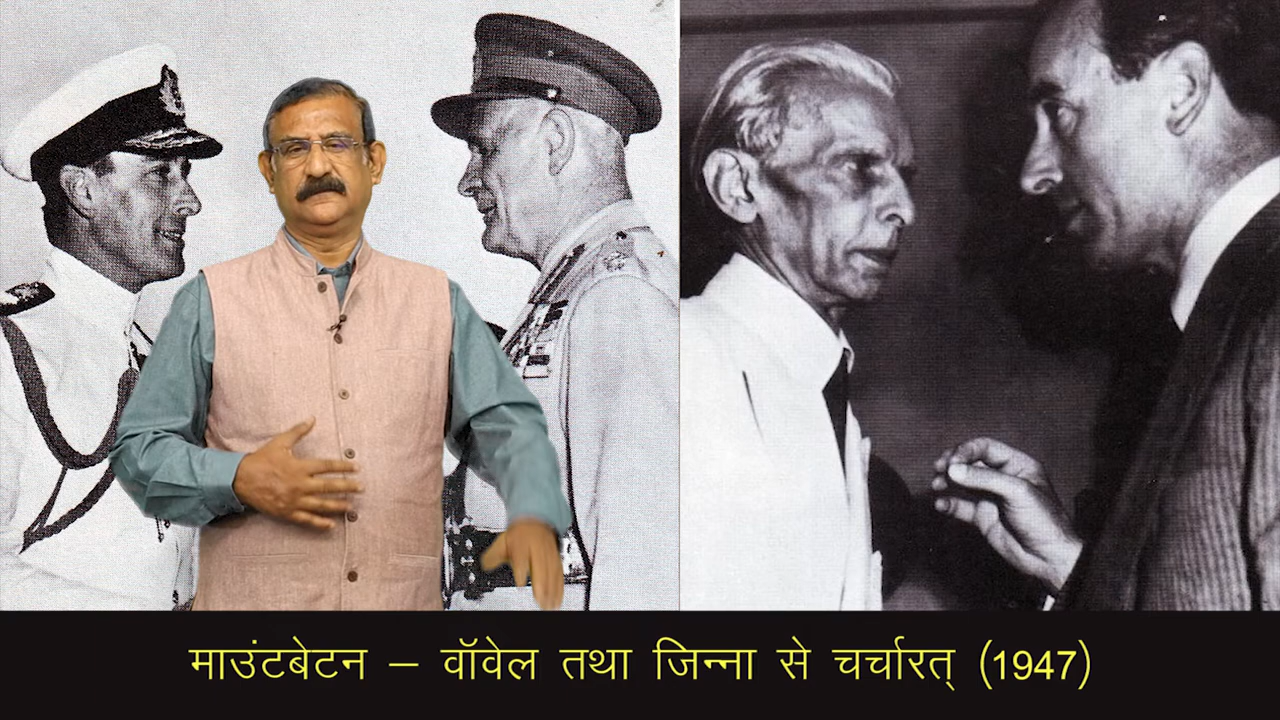 माउंटबेटन – वॉवेल तथा जिन्ना से चर्चारत् (1947)